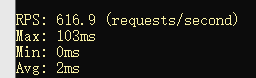 RPS: 616.9 (requests/second)
Max: 103ms
Min: 0ms
Avg: 2ms